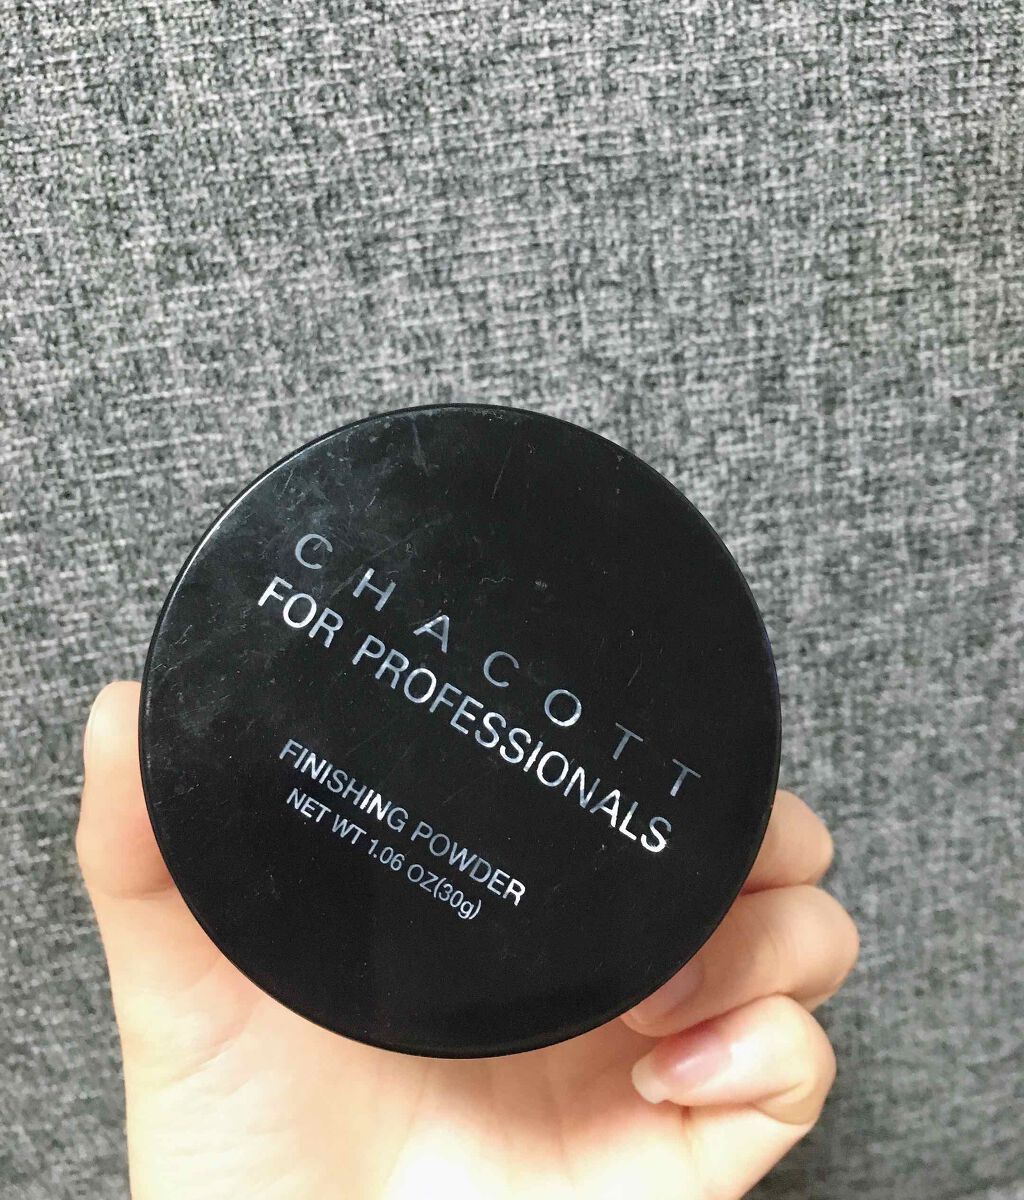 CHACOTT
FOR PROFESSIONALS
FINISHING POWDER
NET WT 1.06 OZ(30g)